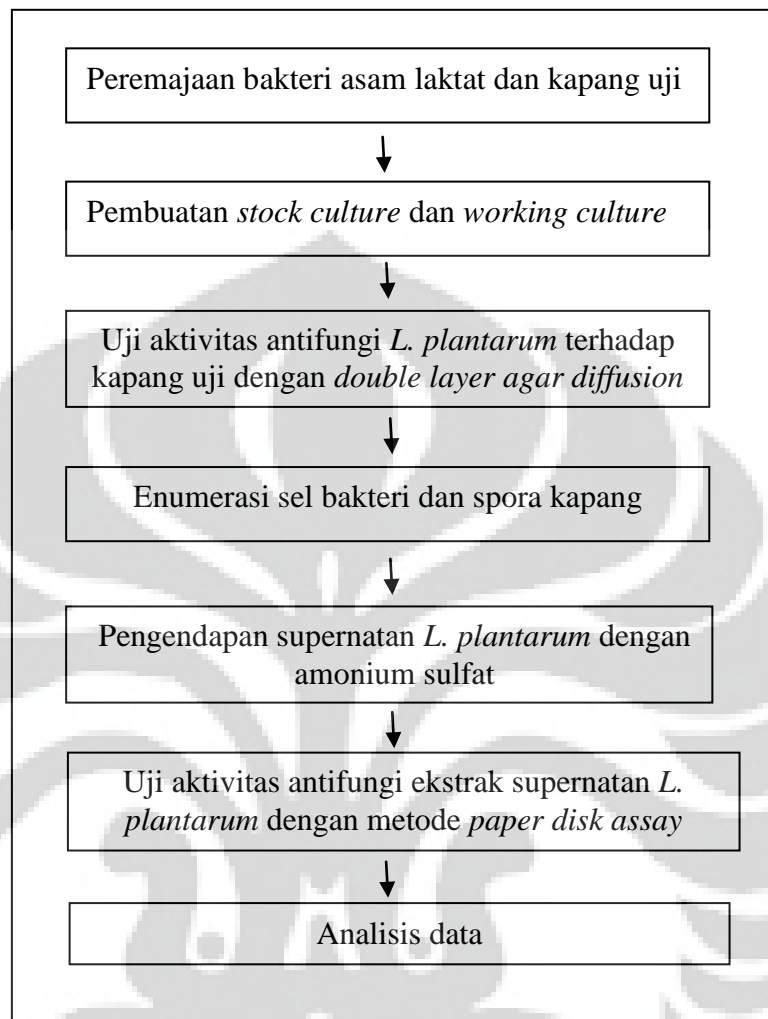 Peremajaan bakteri asam laktat dan kapang uji
Pembuatan stock culture dan working culture
Uji aktivitas antifungi L. plantarum terhadap
kapang uji dengan double layer agar diffusion
Enumerasi sel bakteri dan spora kapang
Pengendapan supernatan L. plantarum dengan
amonium sulfat
Uji aktivitas antifungi ekstrak supernatan L.
plantarum dengan metode paper disk assay
Analisis data